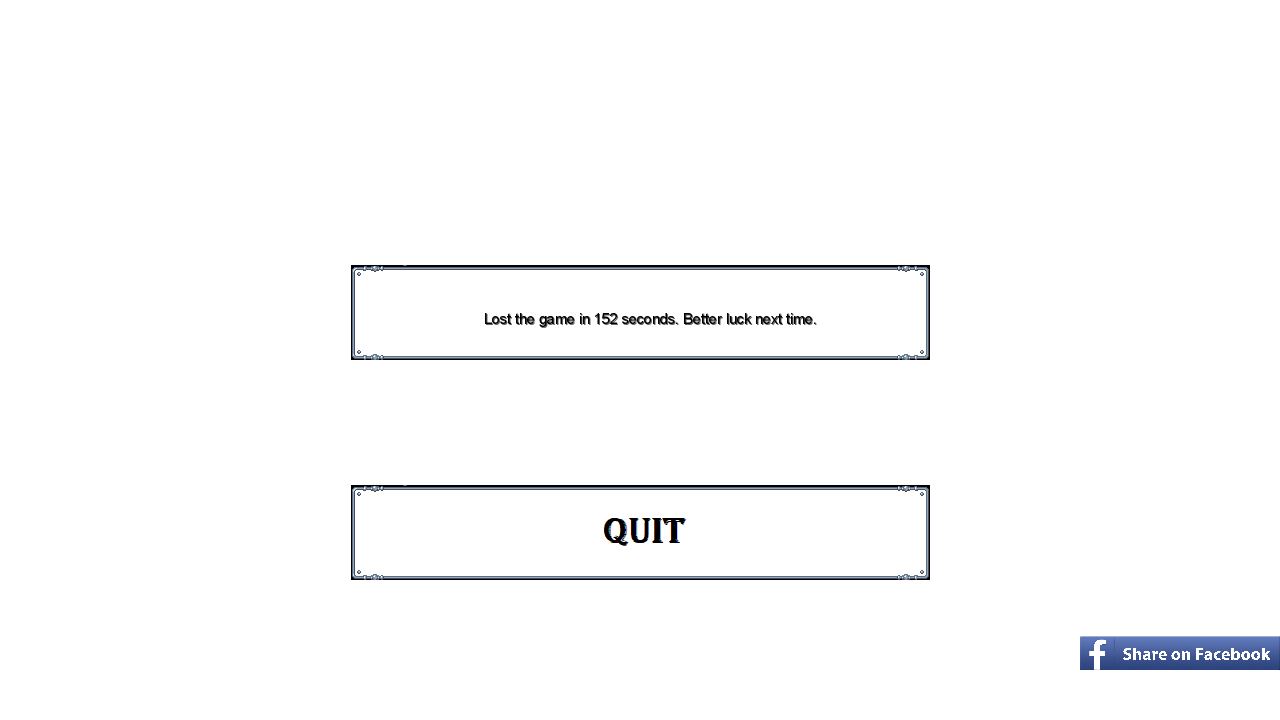 Lost the game in 152 seconds. Better luck next time.
QUIT
Share on Facebook